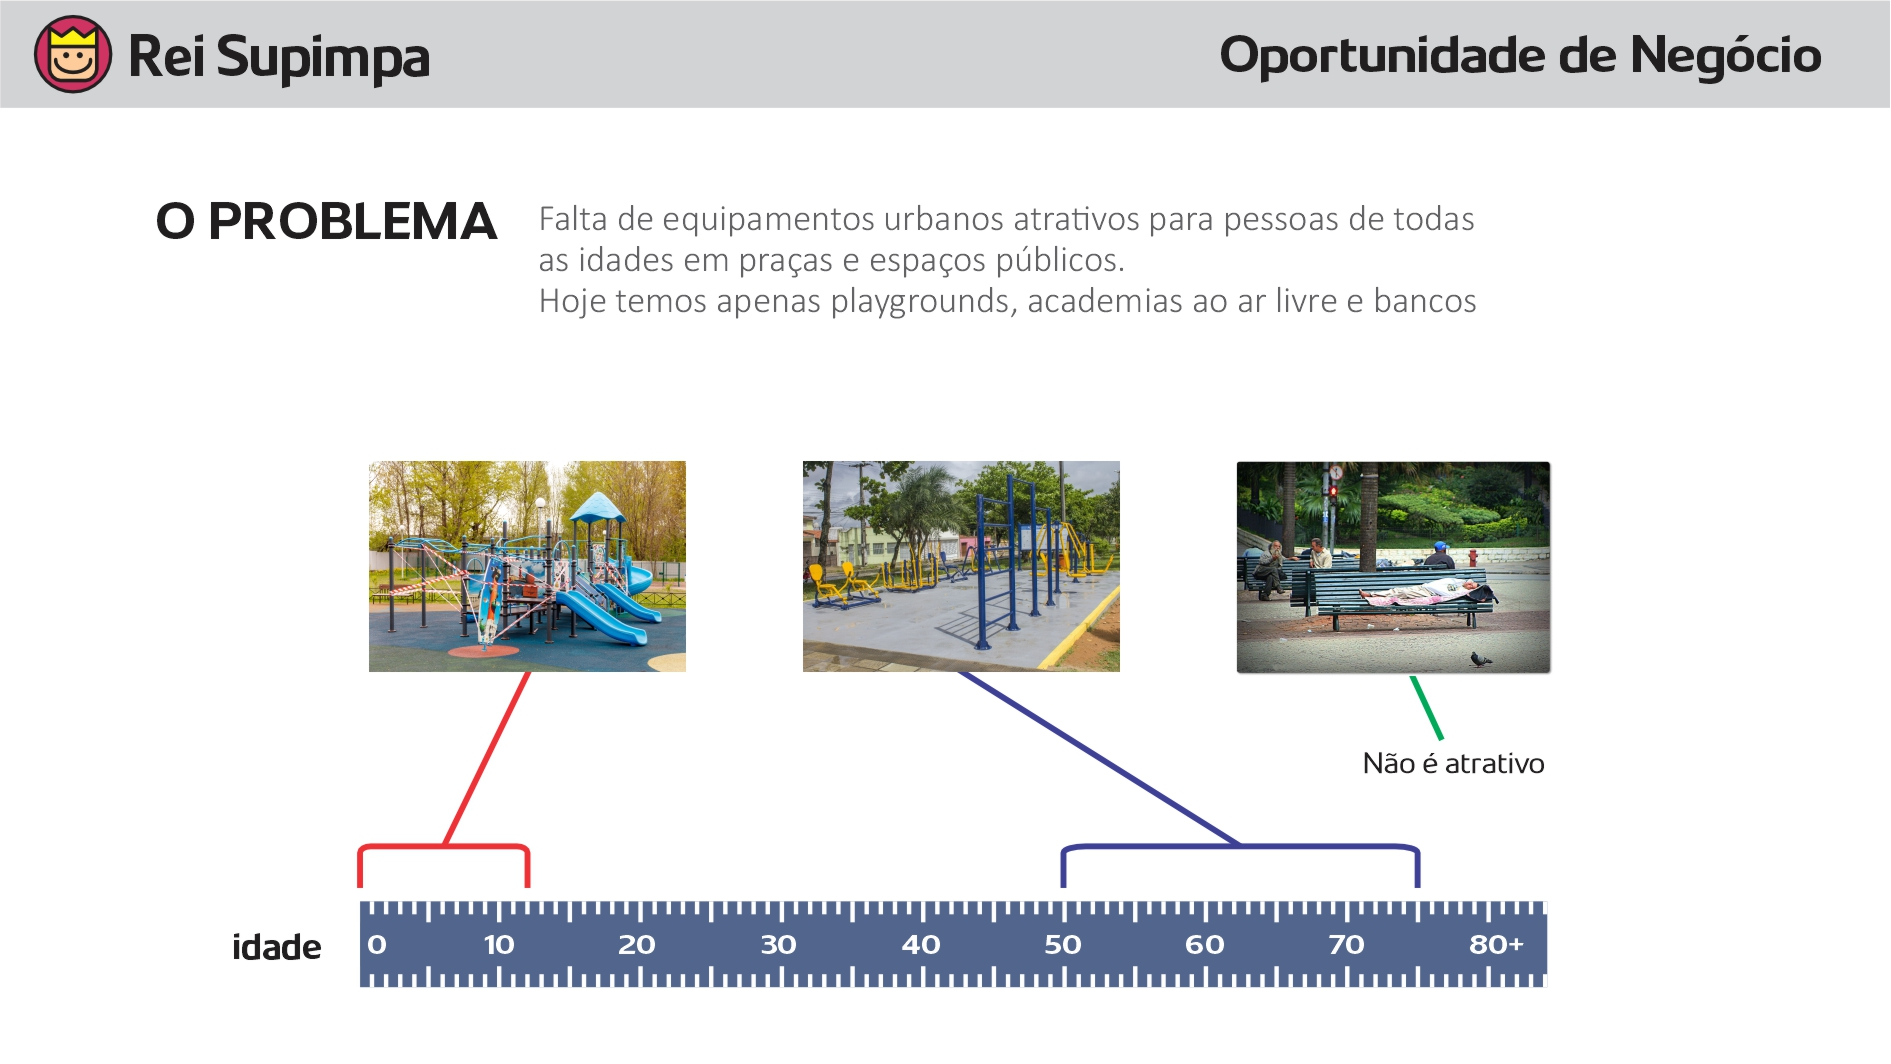 Rei Supimpa
Oportunidade de Negócio
O PROBLEMA
Falta de equipamentos urbanos atrativos para pessoas de todas
as idades em praças e espaços públicos.
Hoje temos apenas playgrounds, academias ao ar livre e bancos
Não é atrativo
idade
0 10 20 30 40 50 60 70 80+